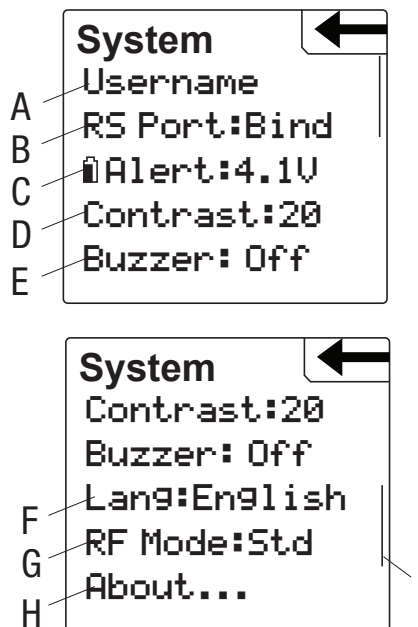 System
A Username
B RS Port:Bind
C Alert:4.1V
D Contrast:20
E Buzzer: Off
System
Contrast:20
Buzzer: Off
F Lang:English
G RF Mode:Std
H About...